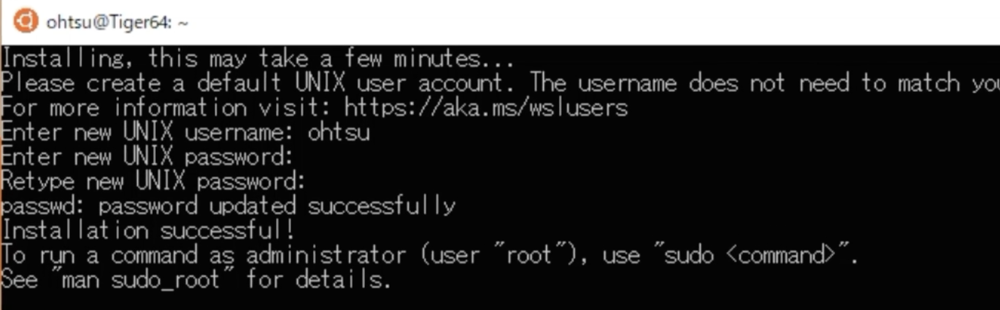 ohtsu@Tiger64: ~
Installing, this may take a few minutes...
Please create a default UNIX user account. The username does not need to match
For more information visit: https://aka.ms/wslusers
Enter new UNIX username: ohtsu
Enter new UNIX password:
Retype new UNIX password:
passwd: password updated successfully
Installation successful!
To run a command as administrator (user "root"), use "sudo <command>".
See "man sudo_root" for details.